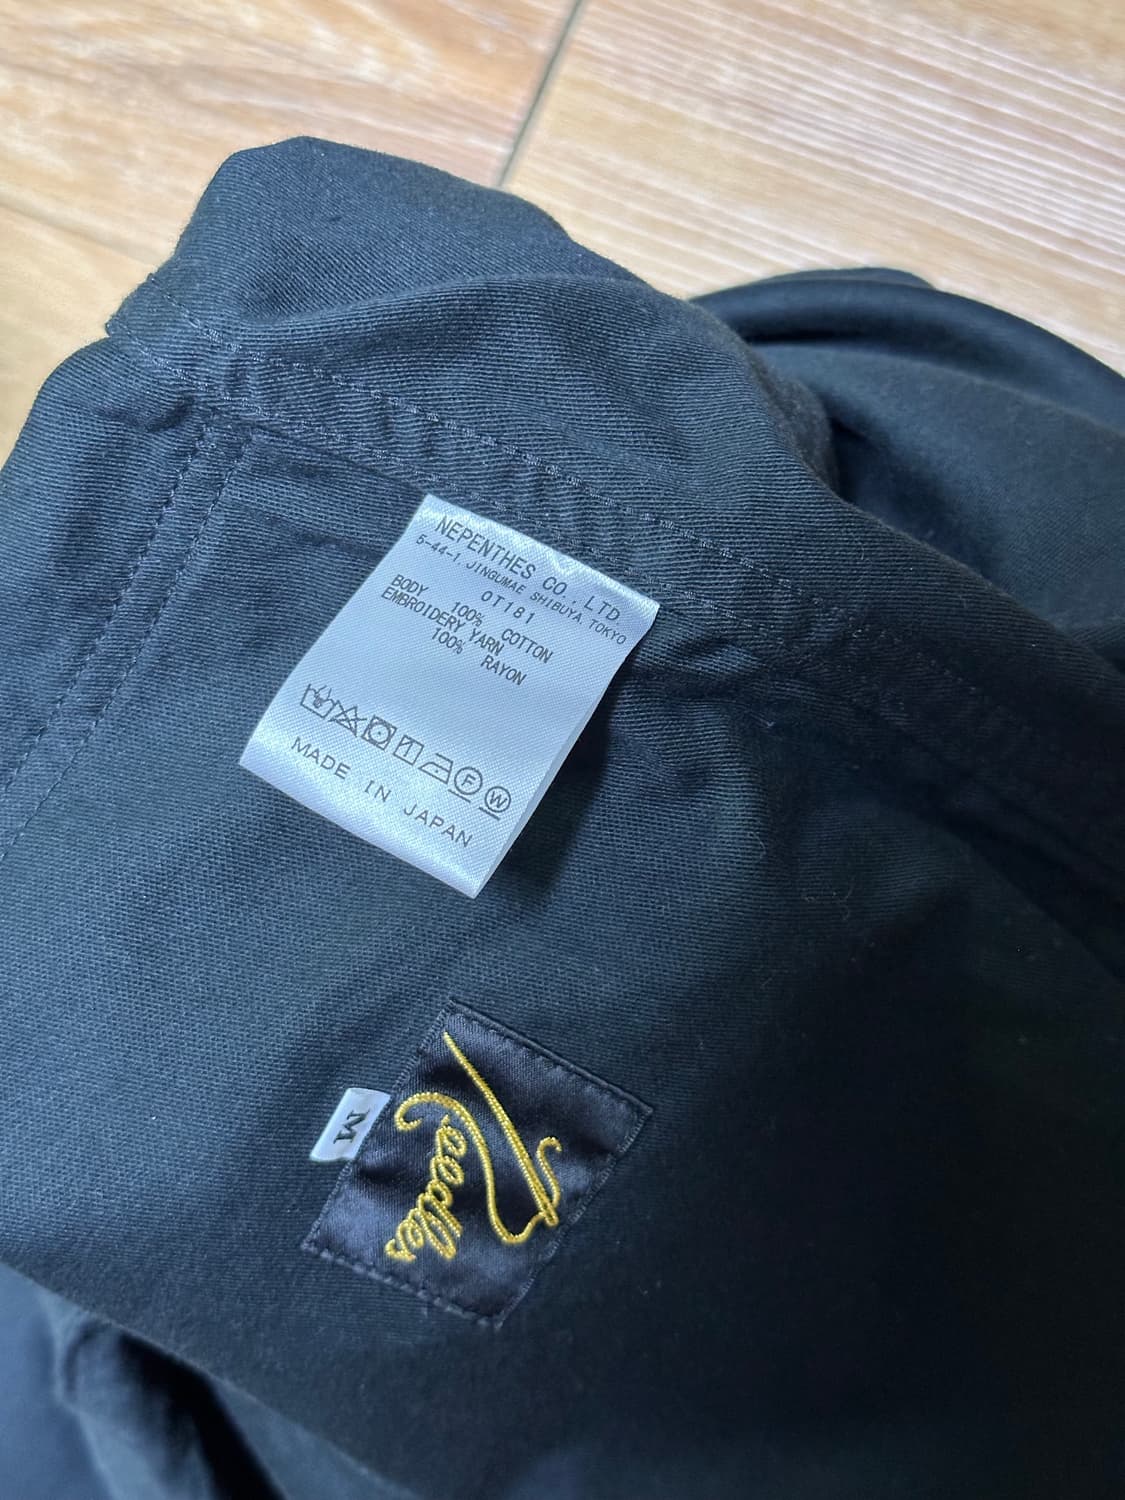 NEPENTHES CO., LTD.
5-44-1, JINGUMAE SHIBUYA, TOKYO
OT181
BODY 100% COTTON
EMBROIDERY YARN
100% RAYON
F W
MADE IN JAPAN
M
Needles